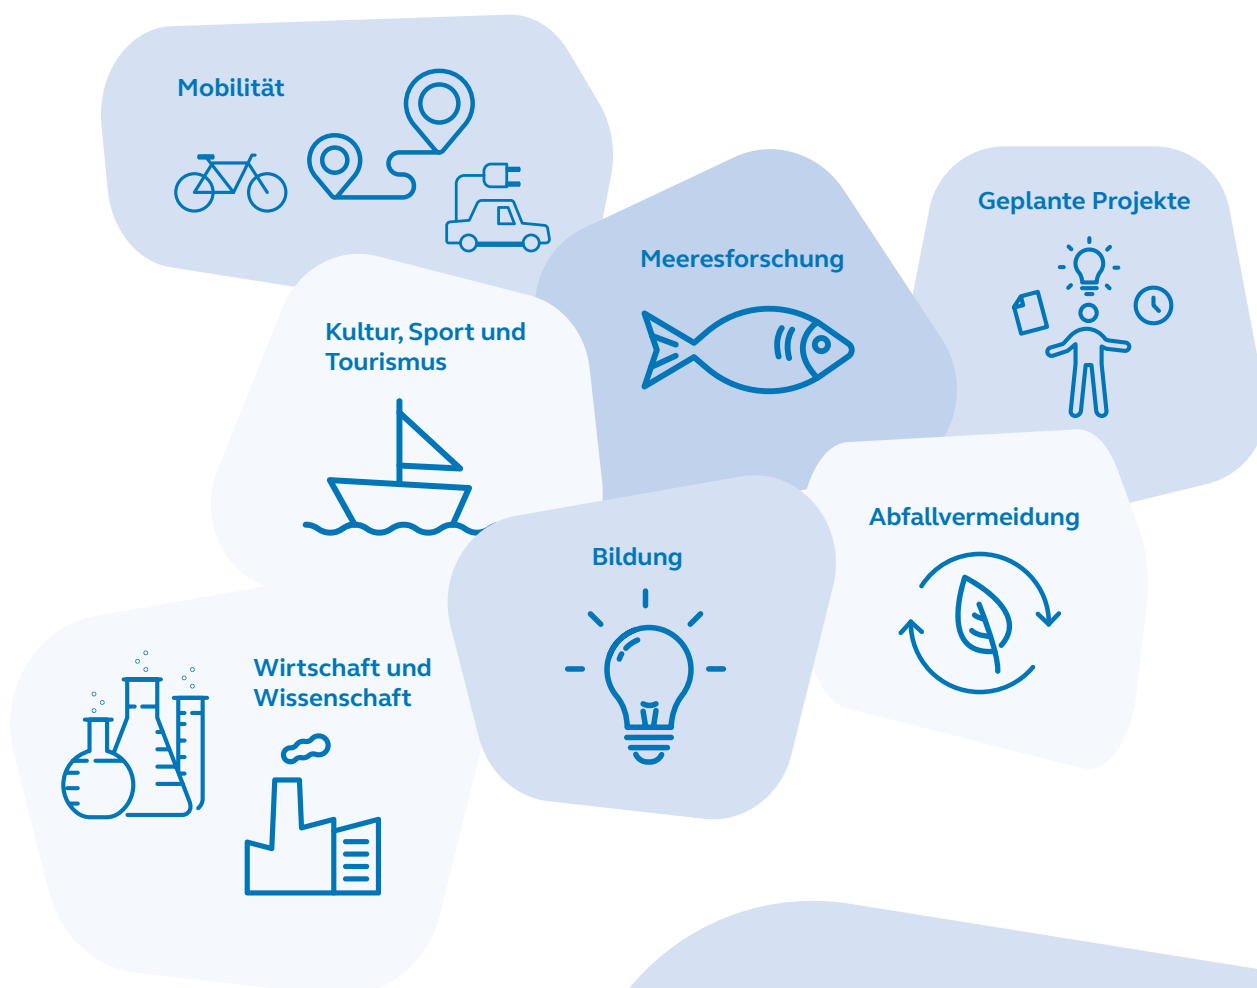 Mobilität
Geplante Projekte
Meeresforschung
Kultur, Sport und
Tourismus
Abfallvermeidung
Bildung
Wirtschaft und
Wissenschaft